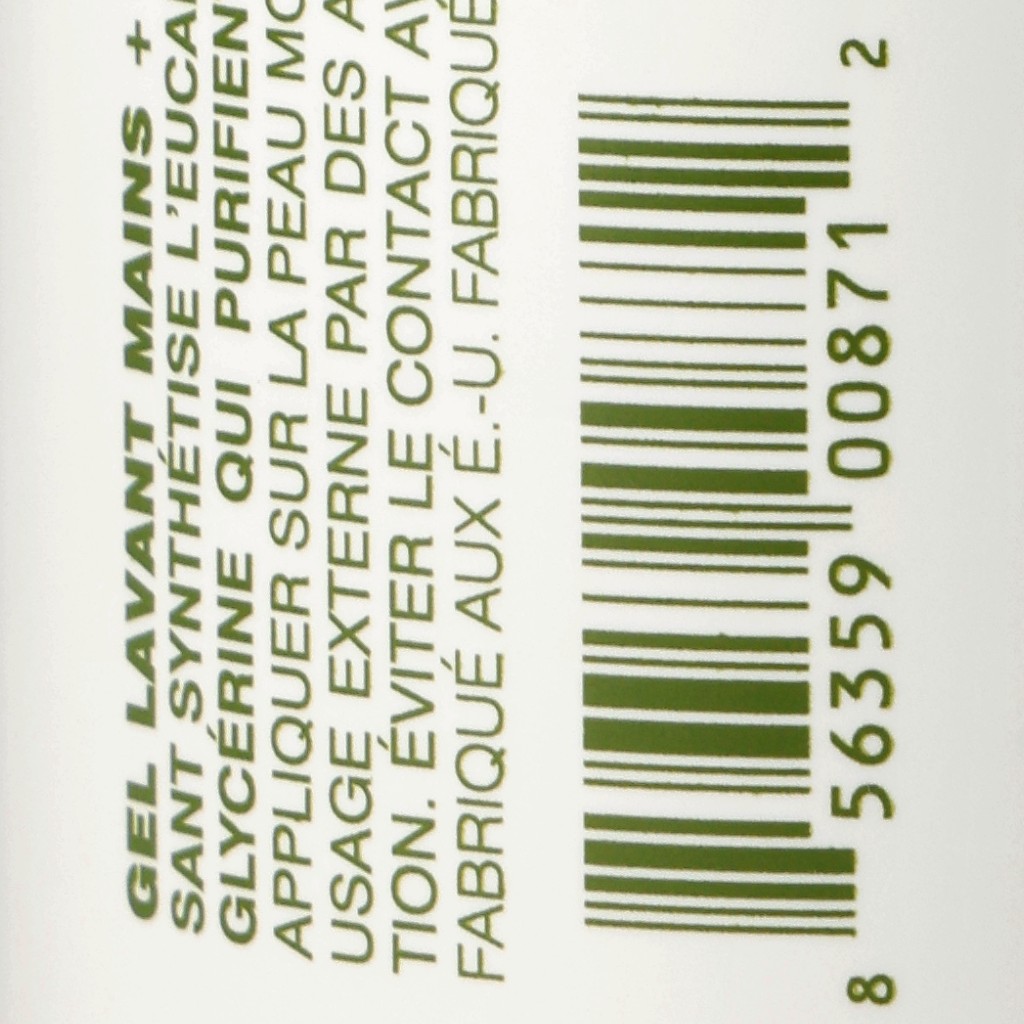 GEL LAVANT MAINS +
SANT SYNTHÉTISE L'EUCA
GLYCÉRINE QUI PURIFIEN
APPLIQUER SUR LA PEAU MO
USAGE EXTERNE PAR DES A
TION. ÉVITER LE CONTACT AV
FABRIQUÉ AUX É.-U. FABRIQUÉ
8 56359 00871 2